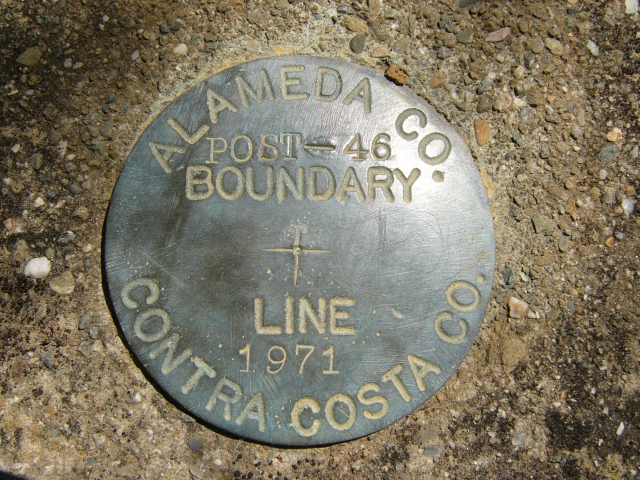 ALAMEDA CO.
POST-46
BOUNDARY
LINE
1971
CONTRA COSTA CO.